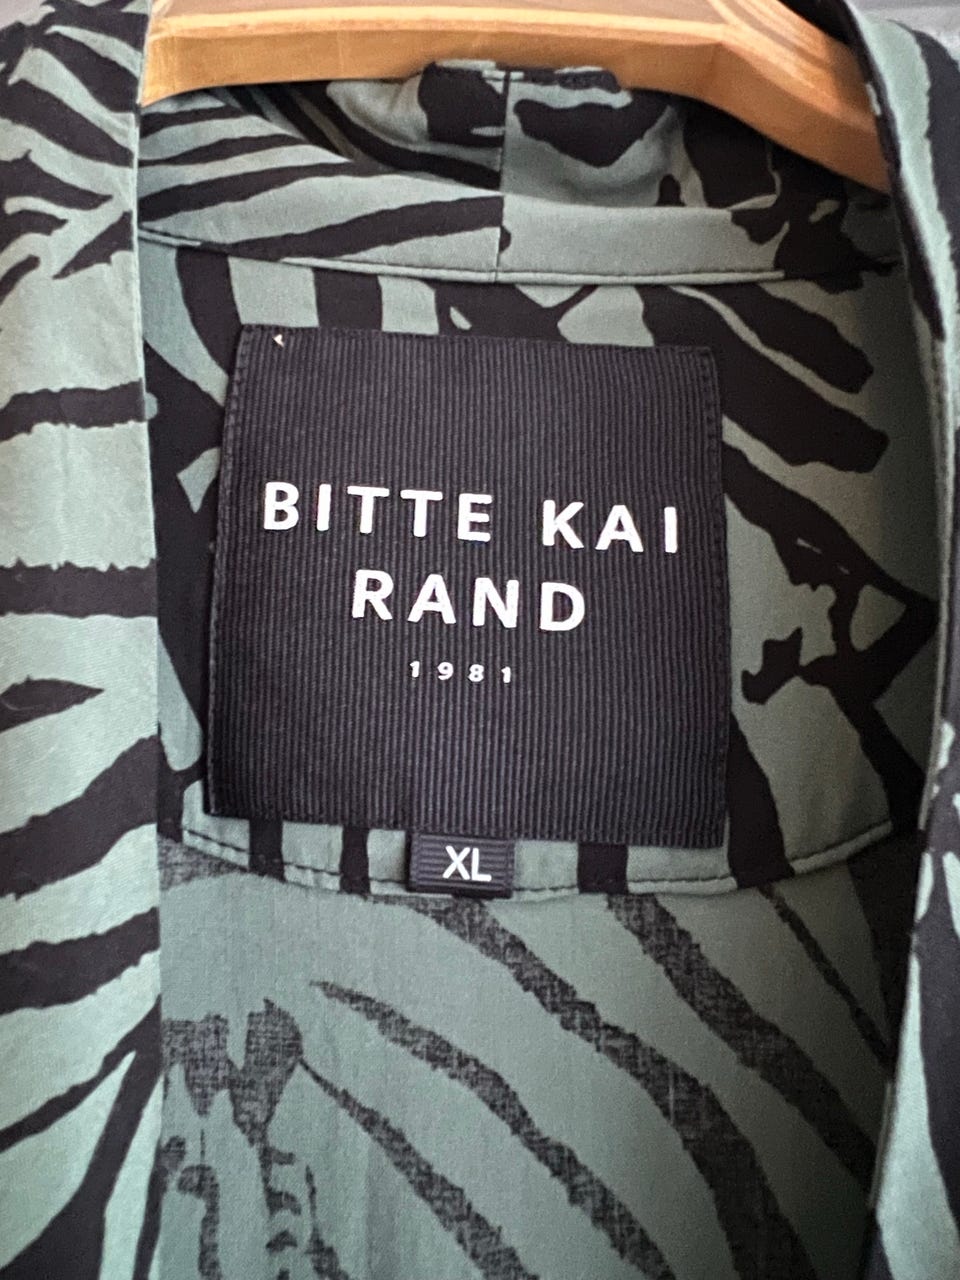 BITTE KAI
RAND
1981
XL